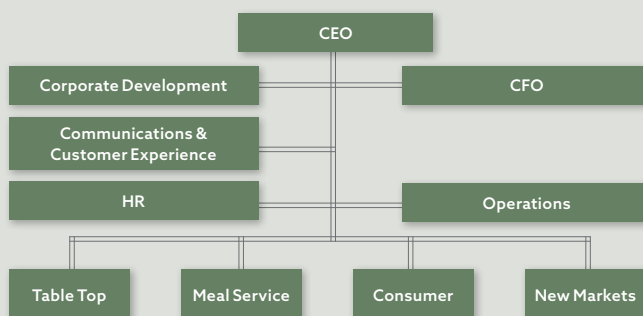 CEO
Corporate Development
CFO
Communications &
Customer Experience
HR
Operations
Table Top
Meal Service
Consumer
New Markets